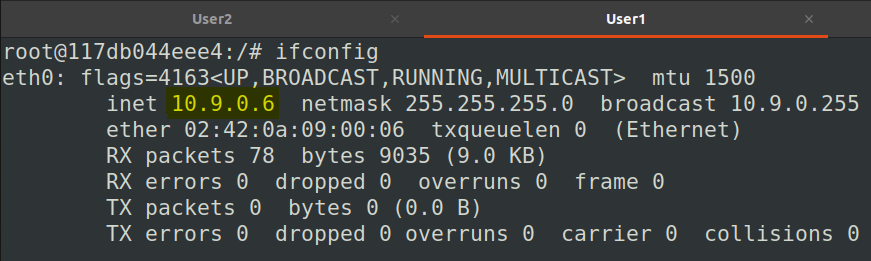 User2 × User1 ×
root@117db044eee4:/# ifconfig
eth0: flags=4163<UP,BROADCAST,RUNNING,MULTICAST>  mtu 1500
        inet 10.9.0.6  netmask 255.255.255.0  broadcast 10.9.0.255
        ether 02:42:0a:09:00:06  txqueuelen 0  (Ethernet)
        RX packets 78  bytes 9035 (9.0 KB)
        RX errors 0  dropped 0  overruns 0  frame 0
        TX packets 0  bytes 0 (0.0 B)
        TX errors 0  dropped 0 overruns 0  carrier 0  collisions 0